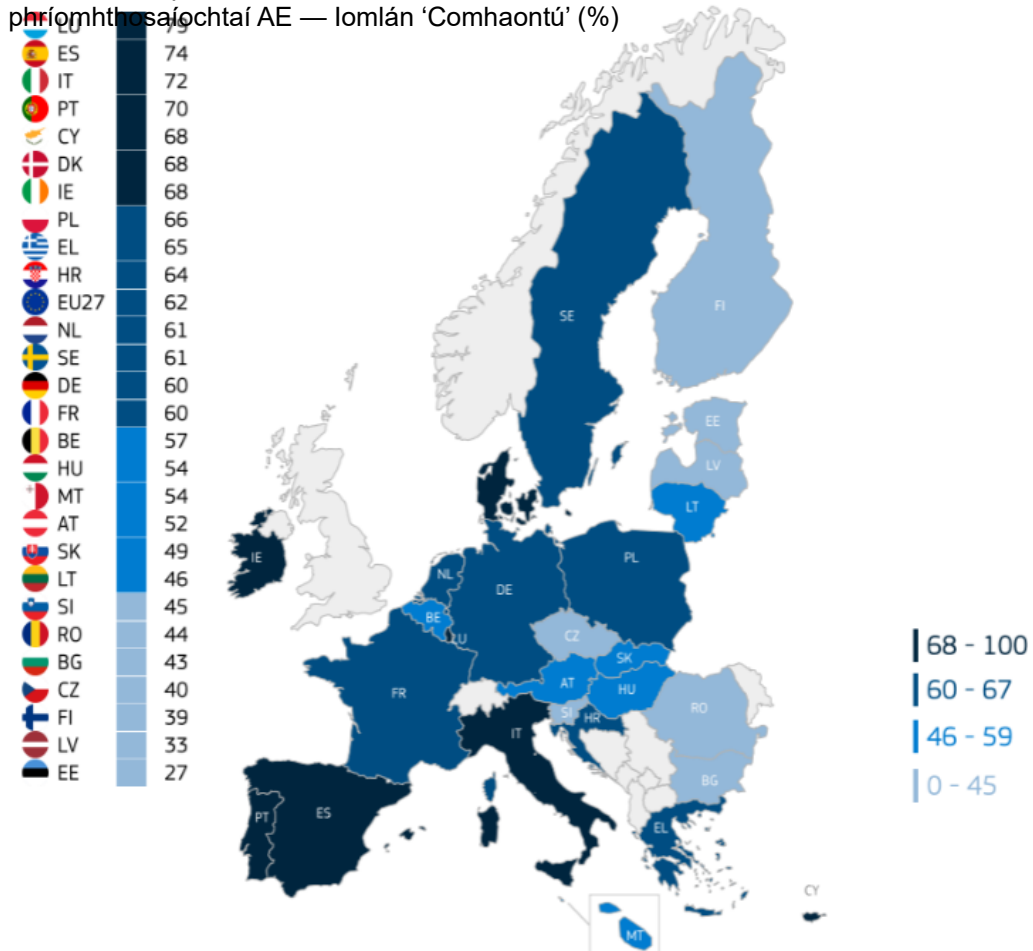 phríomhthosaíochtaí AE — Iomlán ‘Comhaontú’ (%)
LU 79
ES 74
IT 72
PT 70
CY 68
DK 68
IE 68
PL 66
EL 65
HR 64
EU27 62
NL 61
SE 61
DE 60
FR 60
BE 57
HU 54
MT 54
AT 52
SK 49
LT 46
SI 45
RO 44
BG 43
CZ 40
FI 39
LV 33
EE 27
FI
SE
EE
LV
LT
IE
NL
PL
DE
BE
LU
CZ
SK
AT
HU
FR
SI
HR
RO
IT
BG
PT
ES
EL
CY
MT
68 - 100
60 - 67
46 - 59
0 - 45